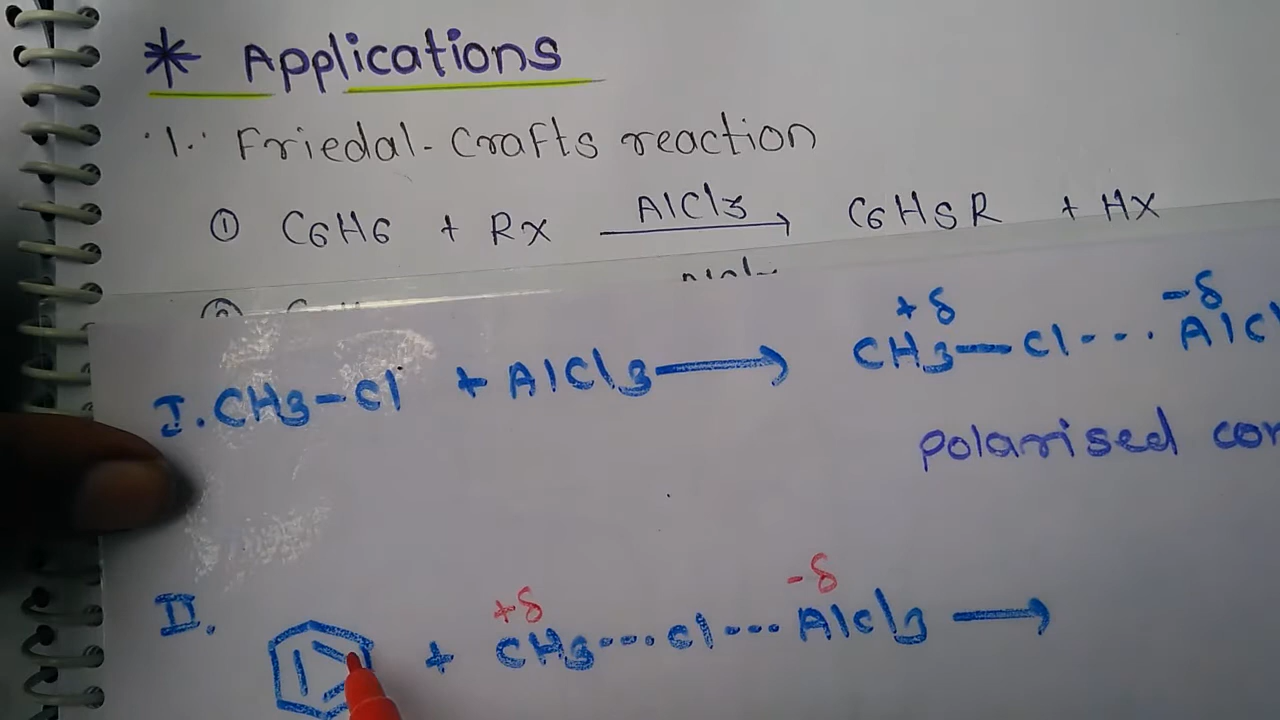 * Applications
1. Friedal-Crafts reaction
① C6H6 + RX AlCl3 → C6H5R + HX
+δ -δ
I. CH3-Cl + AlCl3 → CH3-Cl... AlCl
polarised
+δ -δ
II. + CH3...Cl...AlCl3 →